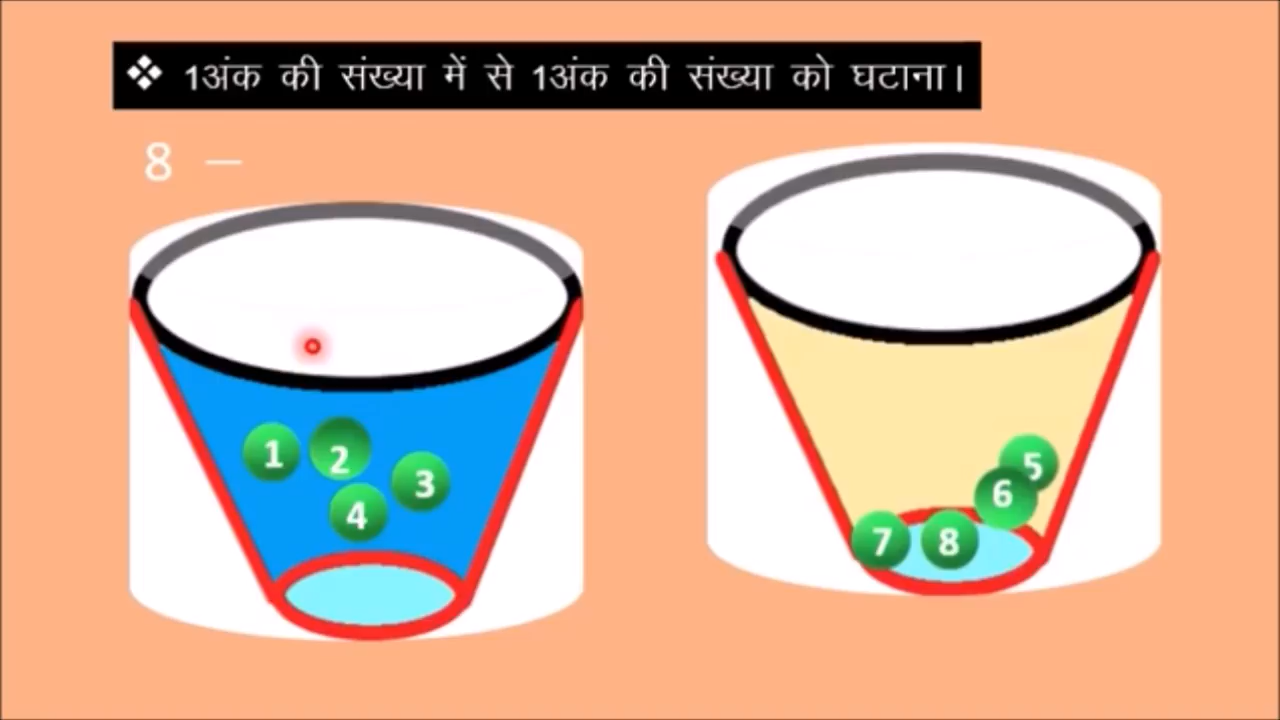 ❖ 1अंक की संख्या में से 1अंक की संख्या को घटाना।
8 –
1 2 3
4
5
6
7 8